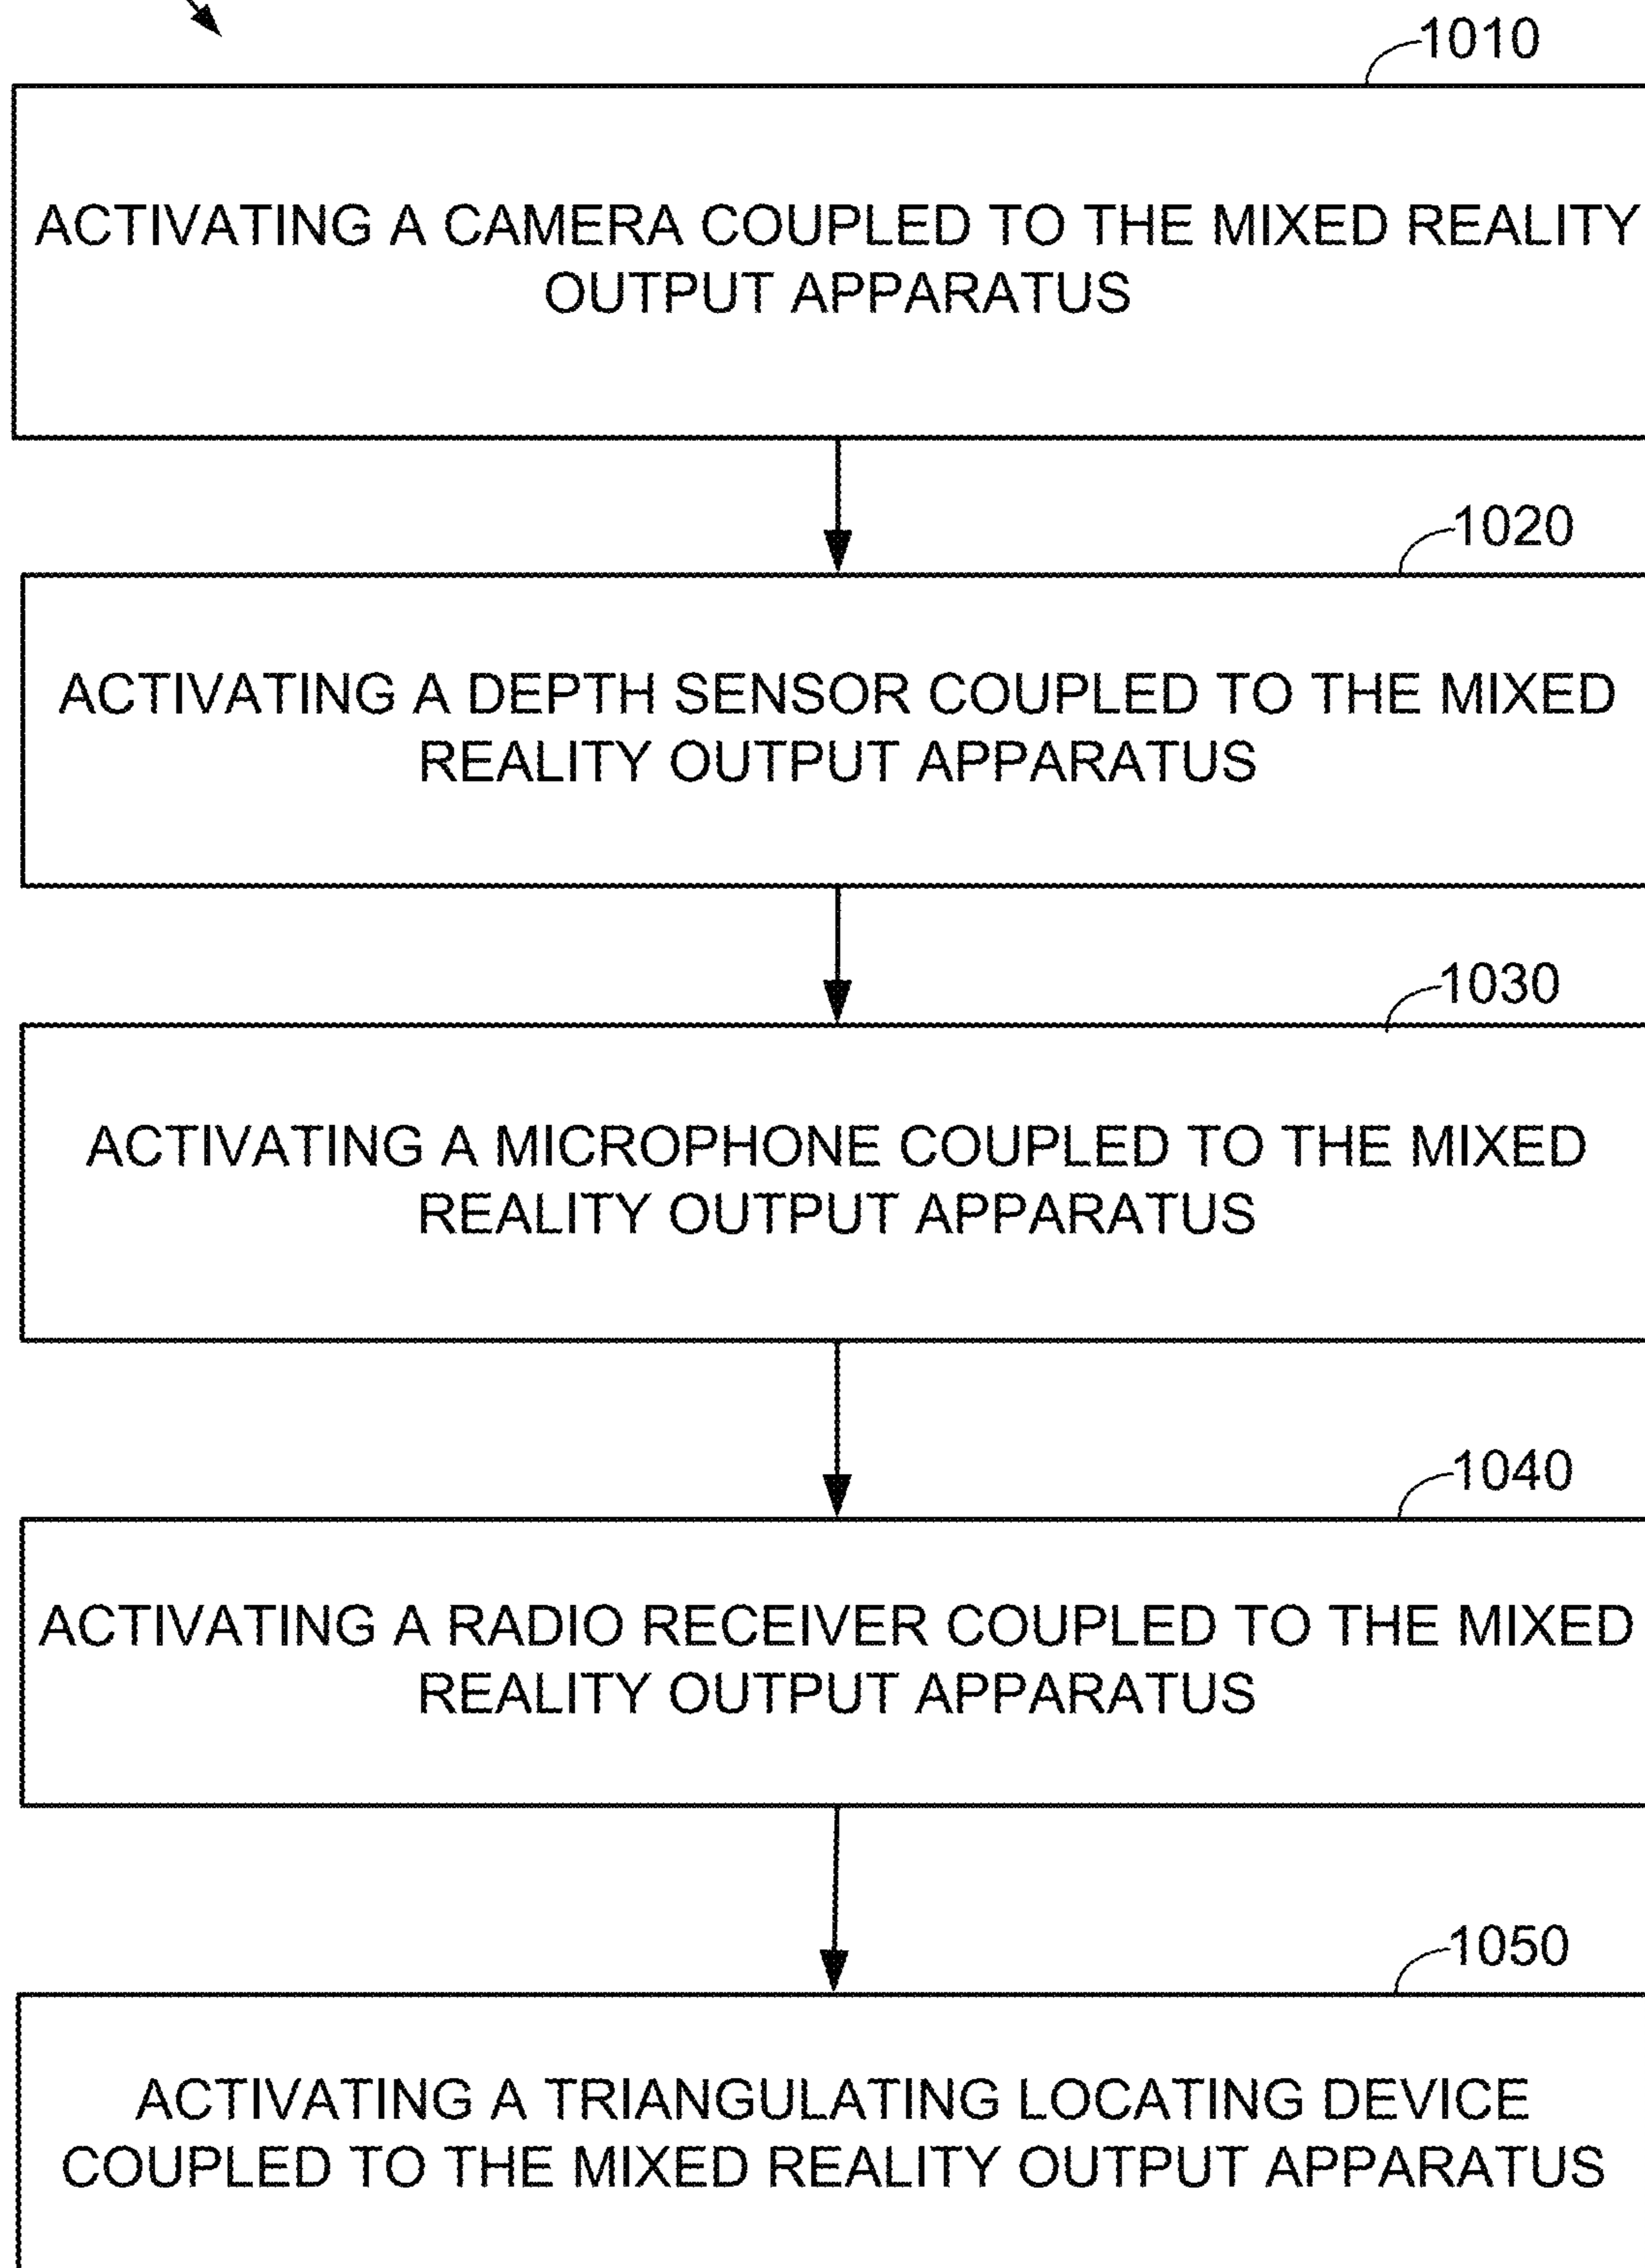 1010
ACTIVATING A CAMERA COUPLED TO THE MIXED REALITY
OUTPUT APPARATUS
1020
ACTIVATING A DEPTH SENSOR COUPLED TO THE MIXED
REALITY OUTPUT APPARATUS
1030
ACTIVATING A MICROPHONE COUPLED TO THE MIXED
REALITY OUTPUT APPARATUS
1040
ACTIVATING A RADIO RECEIVER COUPLED TO THE MIXED
REALITY OUTPUT APPARATUS
1050
ACTIVATING A TRIANGULATING LOCATING DEVICE
COUPLED TO THE MIXED REALITY OUTPUT APPARATUS